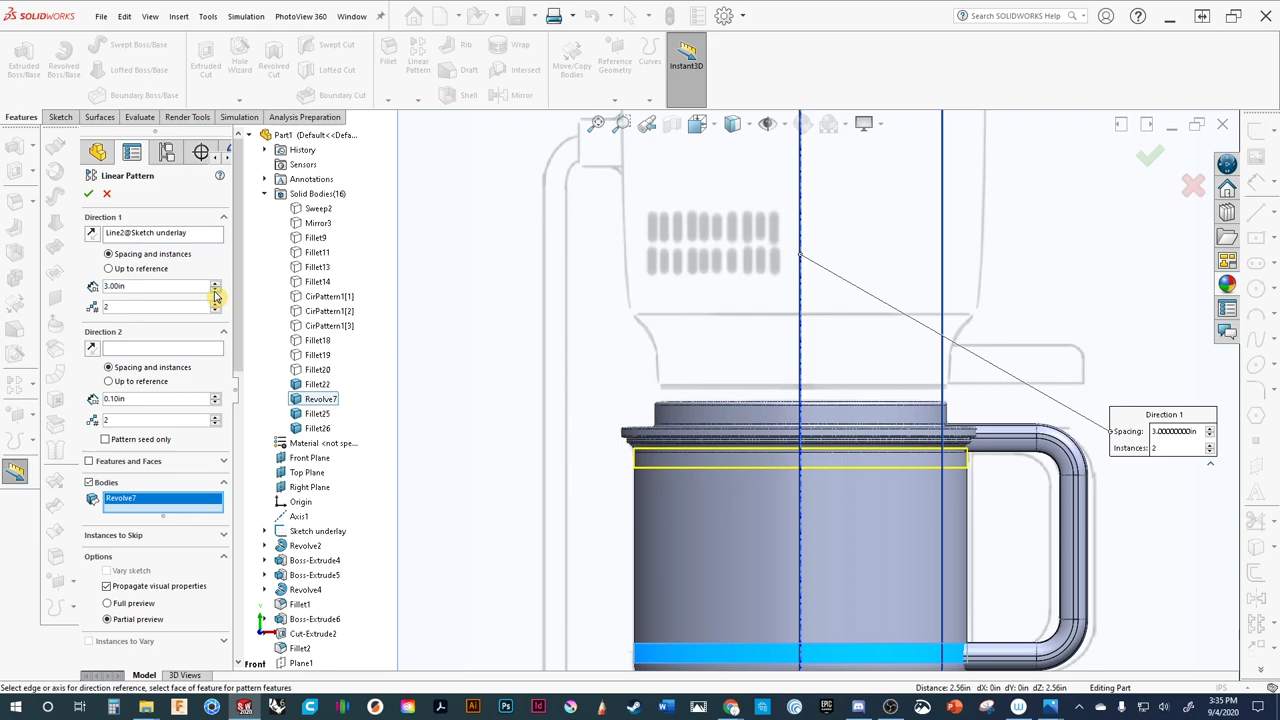 SOLIDWORKS
File Edit View Insert Tools Simulation PhotoView 360 Window
Search SOLIDWORKS Help
Extruded Boss/Base
Revolved Boss/Base
Swept Boss/Base
Lofted Boss/Base
Boundary Boss/Base
Extruded Cut
Hole Wizard
Revolved Cut
Swept Cut
Lofted Cut
Boundary Cut
Fillet
Linear Pattern
Rib
Draft
Shell
Wrap
Intersect
Mirror
Move/Copy Bodies
Reference Geometry
Curves
Instant3D
Features Sketch Surfaces Evaluate Render Tools Simulation Analysis Preparation
Linear Pattern
Direction 1
Line2@Sketch underlay
Spacing and instances
Up to reference
3.00in
2
Direction 2
Spacing and instances
Up to reference
0.10in
2
Pattern seed only
Features and Faces
Bodies
Revolve7
Instances to Skip
Options
Vary sketch
Propagate visual properties
Full preview
Partial preview
Instances to Vary
Part1 (Default<<Defa...
History
Sensors
Annotations
Solid Bodies(16)
Sweep2
Mirror3
Fillet9
Fillet11
Fillet13
Fillet14
CirPattern1[1]
CirPattern1[2]
CirPattern1[3]
Fillet18
Fillet19
Fillet20
Fillet22
Revolve7
Fillet25
Fillet26
Material <not spe...
Front Plane
Top Plane
Right Plane
Origin
Axis1
Sketch underlay
Revolve2
Boss-Extrude4
Boss-Extrude5
Revolve4
Fillet1
Boss-Extrude6
Cut-Extrude2
Fillet2
Plane1
Y
Front
Direction 1
Spacing: 3.00000000in
Instances: 2
Model 3D Views
Select edge or axis for direction reference, select face of feature for pattern features
Distance: 2.56in dX: 0in dY: 0in dZ: 2.56in Editing Part IPS
3:35 PM
9/4/2020